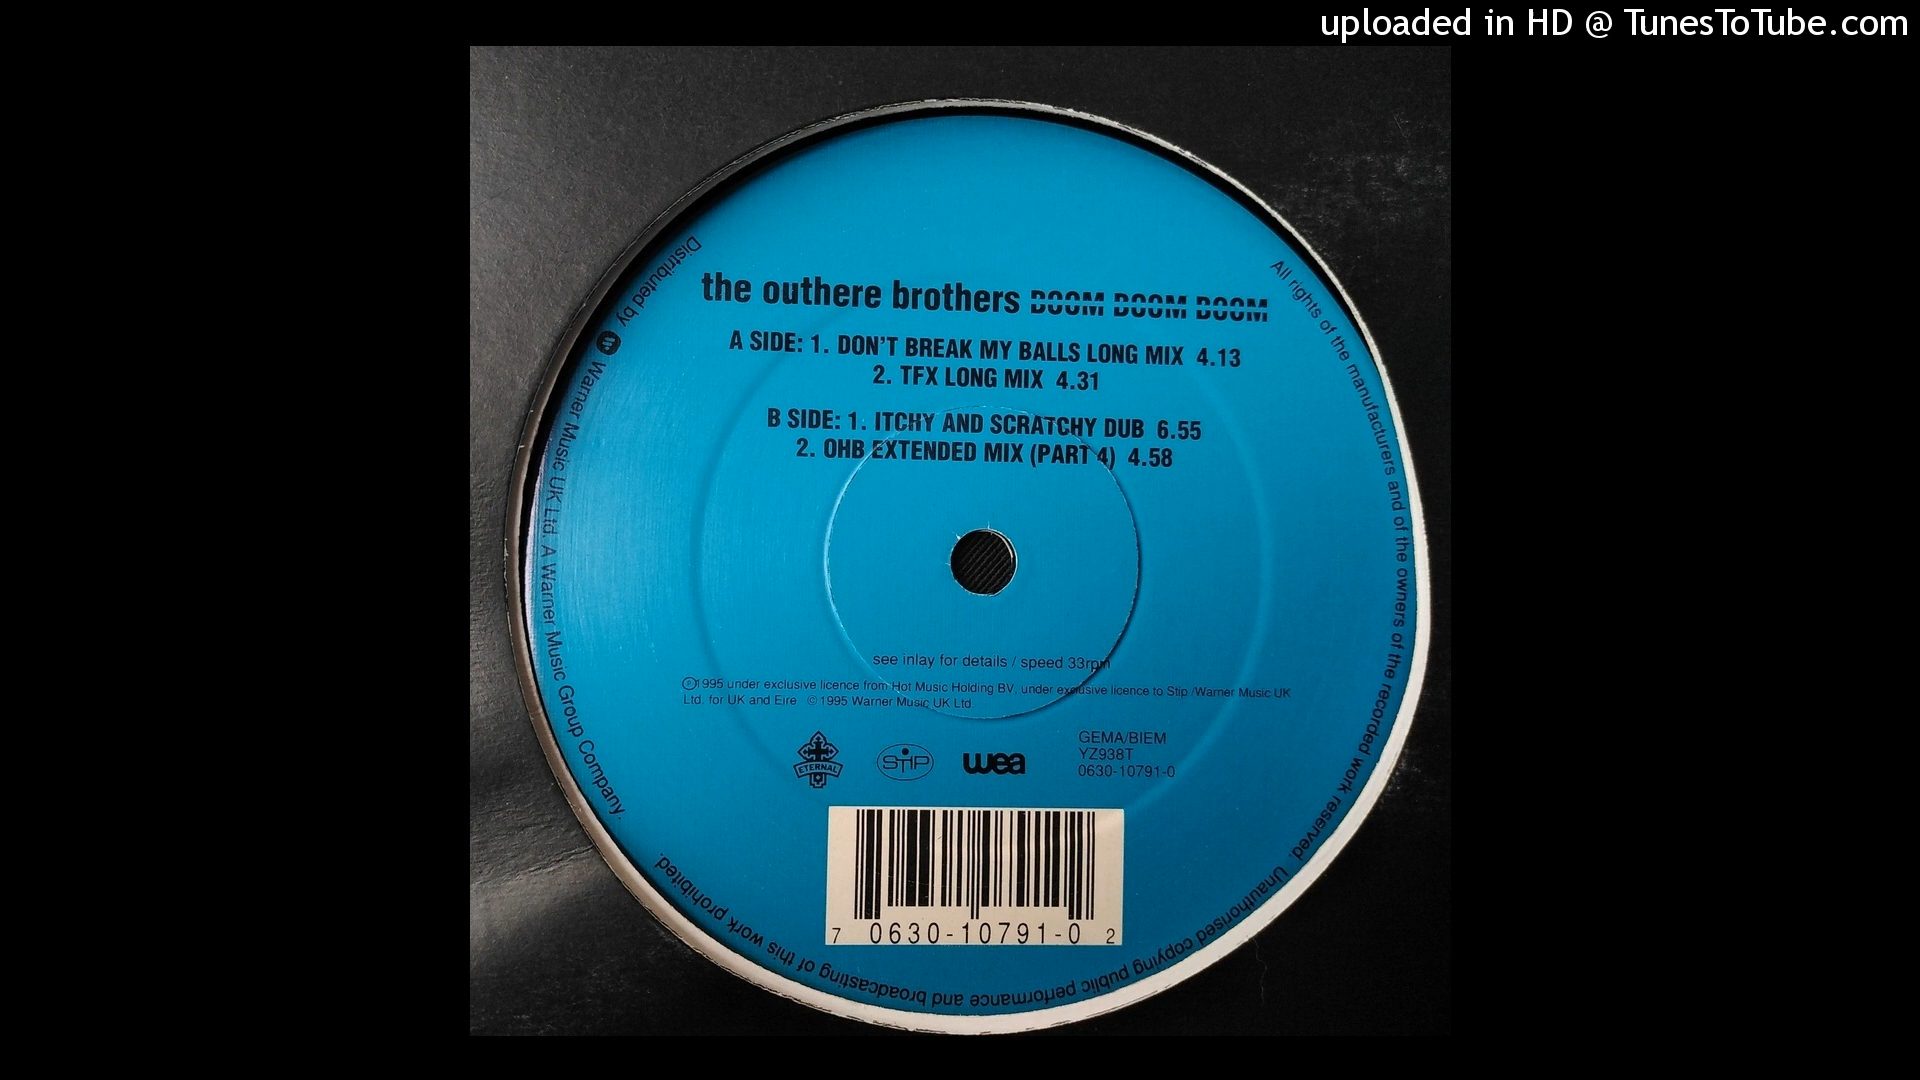 uploaded in HD @ TunesToTube.com
the outhere brothers BOOM BOOM BOOM
A SIDE: 1. DON'T BREAK MY BALLS LONG MIX 4.13
2. TFX LONG MIX 4.31
B SIDE: 1. ITCHY AND SCRATCHY DUB 6.55
2. OHB EXTENDED MIX (PART 4) 4.58
see inlay for details / speed 33rpm
℗1995 under exclusive licence from Hot Music Holding BV, under exclusive licence to Stip /Warner Music UK
Ltd. for UK and Eire ©1995 Warner Music UK Ltd.
ETERNAL
STIP
wea
GEMA/BIEM
YZ938T
0630-10791-0
7 0630-10791-0 2
Distributed by Warner Music UK Ltd. A Warner Music Group Company.
All rights of the manufacturers and of the owners of the recorded work reserved. Unauthorised copying public performance and broadcasting of this work prohibited.